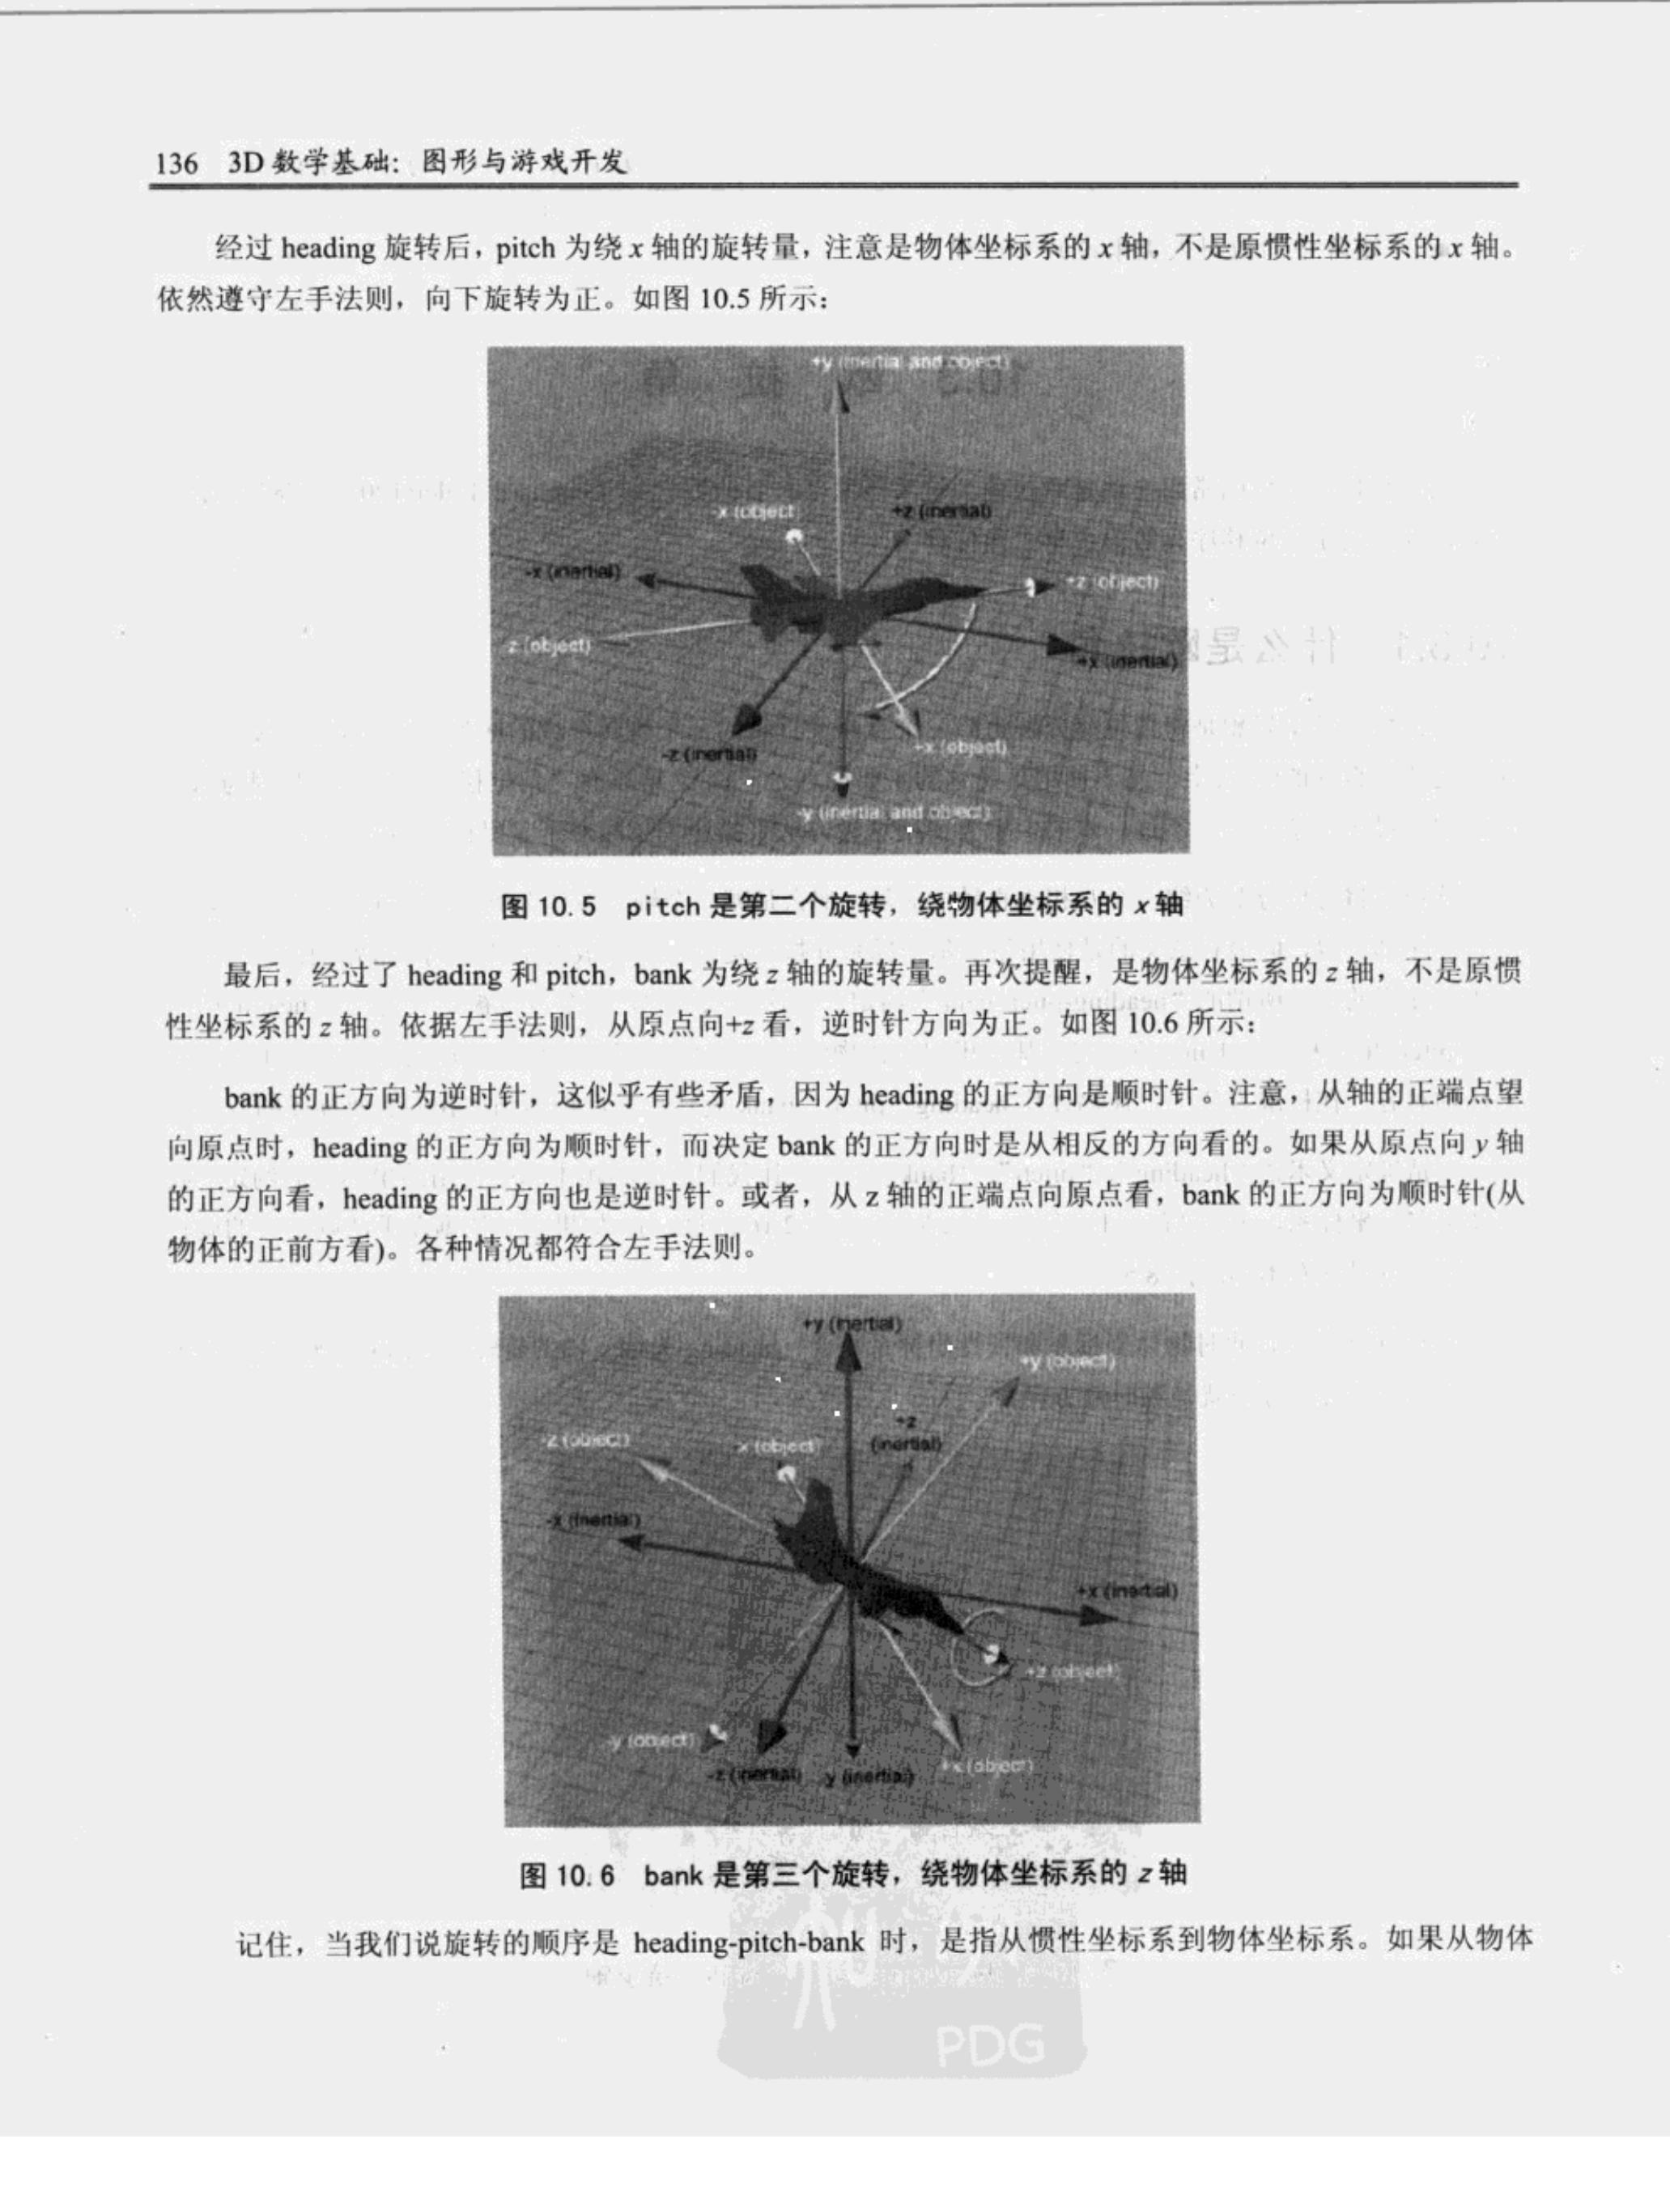 136 3D 数学基础：图形与游戏开发
经过 heading 旋转后，pitch 为绕 x 轴的旋转量，注意是物体坐标系的 x 轴，不是原惯性坐标系的 x 轴。
依然遵守左手法则，向下旋转为正。如图 10.5 所示：
+y (inertial and object)
-x (object
+z (inertial)
-x (inertial)
+z (object)
z (object)
+x (inertial)
-z (inertial)
+x (object)
-y (inertial and object)
图 10.5 pitch 是第二个旋转，绕物体坐标系的 x 轴
最后，经过了 heading 和 pitch，bank 为绕 z 轴的旋转量。再次提醒，是物体坐标系的 z 轴，不是原惯
性坐标系的 z 轴。依据左手法则，从原点向+z 看，逆时针方向为正。如图 10.6 所示：
bank 的正方向为逆时针，这似乎有些矛盾，因为 heading 的正方向是顺时针。注意，从轴的正端点望
向原点时，heading 的正方向为顺时针，而决定 bank 的正方向时是从相反的方向看的。如果从原点向 y 轴
的正方向看，heading 的正方向也是逆时针。或者，从 z 轴的正端点向原点看，bank 的正方向为顺时针(从
物体的正前方看)。各种情况都符合左手法则。
+y (inertial)
+y (object)
+z
(inertial)
-z (object)
-x (object)
-x (inertial)
+x (inertial)
+z (object)
-y (object)
-z (inertial) -y (inertial)
+x (object)
图 10.6 bank 是第三个旋转，绕物体坐标系的 z 轴
记住，当我们说旋转的顺序是 heading-pitch-bank 时，是指从惯性坐标系到物体坐标系。如果从物体
PDG